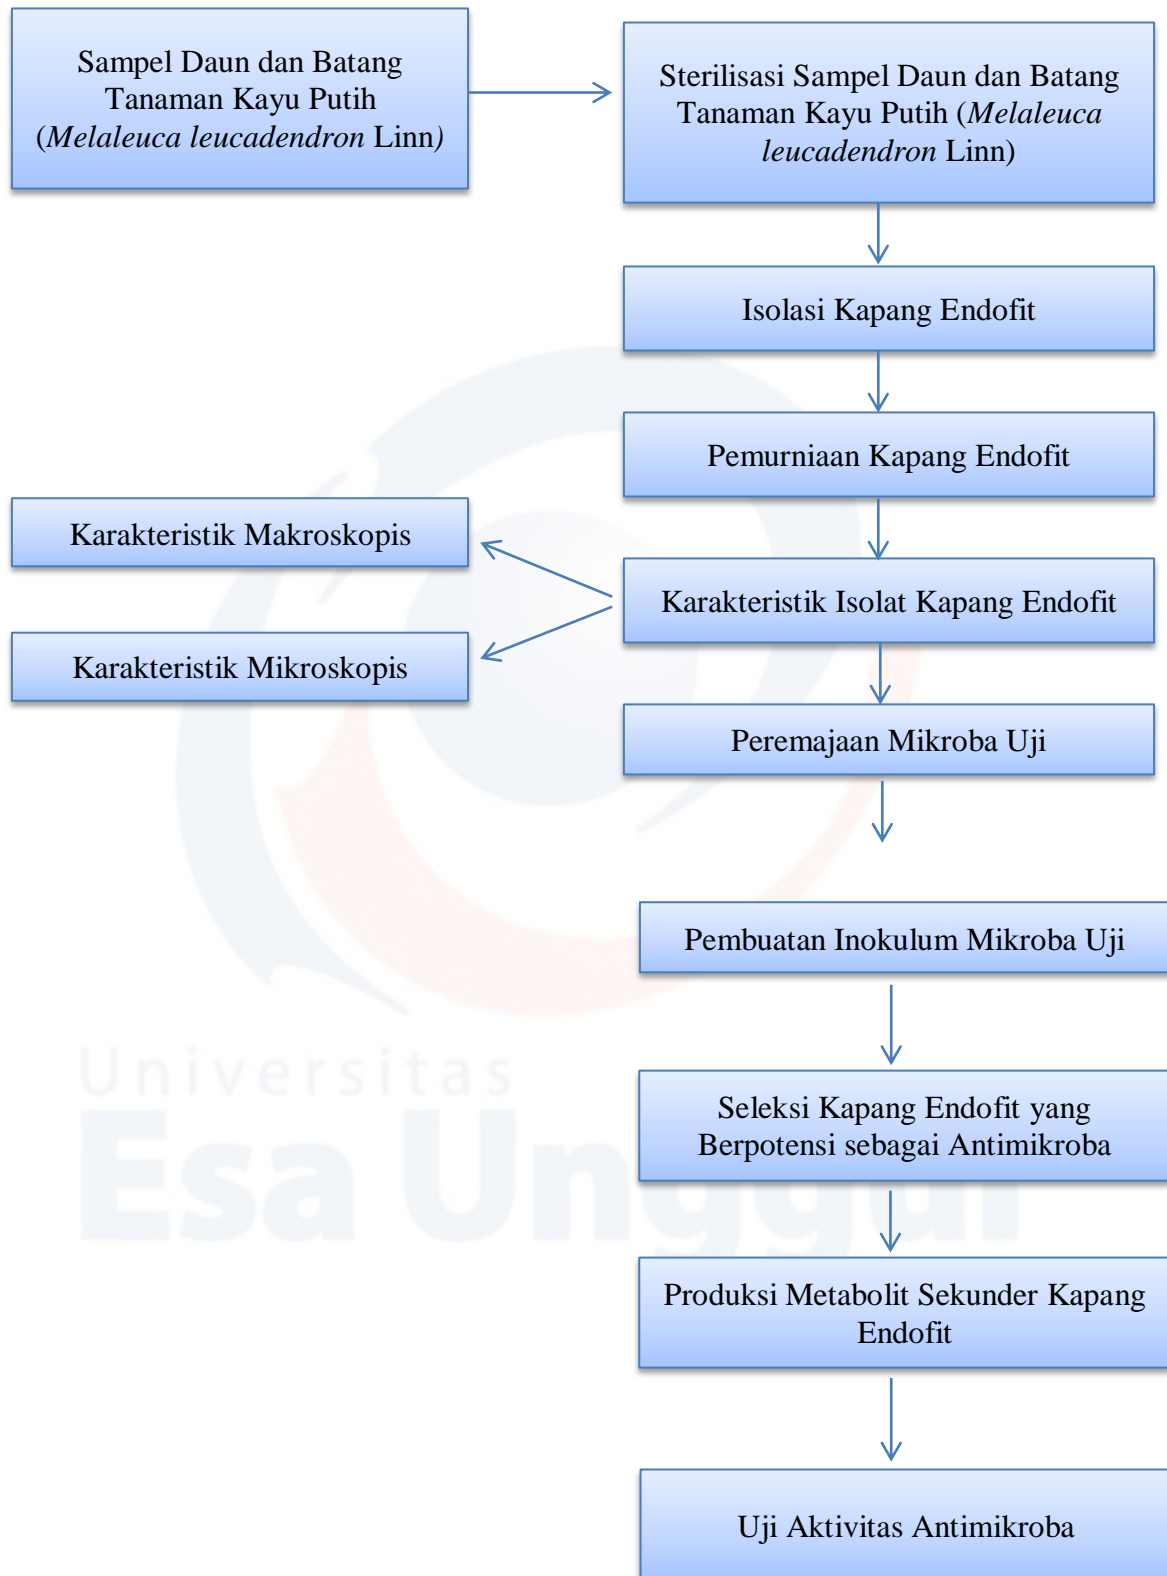 Sampel Daun dan Batang
Tanaman Kayu Putih
(Melaleuca leucadendron Linn)
Sterilisasi Sampel Daun dan Batang
Tanaman Kayu Putih (Melaleuca
leucadendron Linn)
Isolasi Kapang Endofit
Pemurniaan Kapang Endofit
Karakteristik Makroskopis
Karakteristik Isolat Kapang Endofit
Karakteristik Mikroskopis
Peremajaan Mikroba Uji
Pembuatan Inokulum Mikroba Uji
Universitas
Esa Unggul
Seleksi Kapang Endofit yang
Berpotensi sebagai Antimikroba
Produksi Metabolit Sekunder Kapang
Endofit
Uji Aktivitas Antimikroba